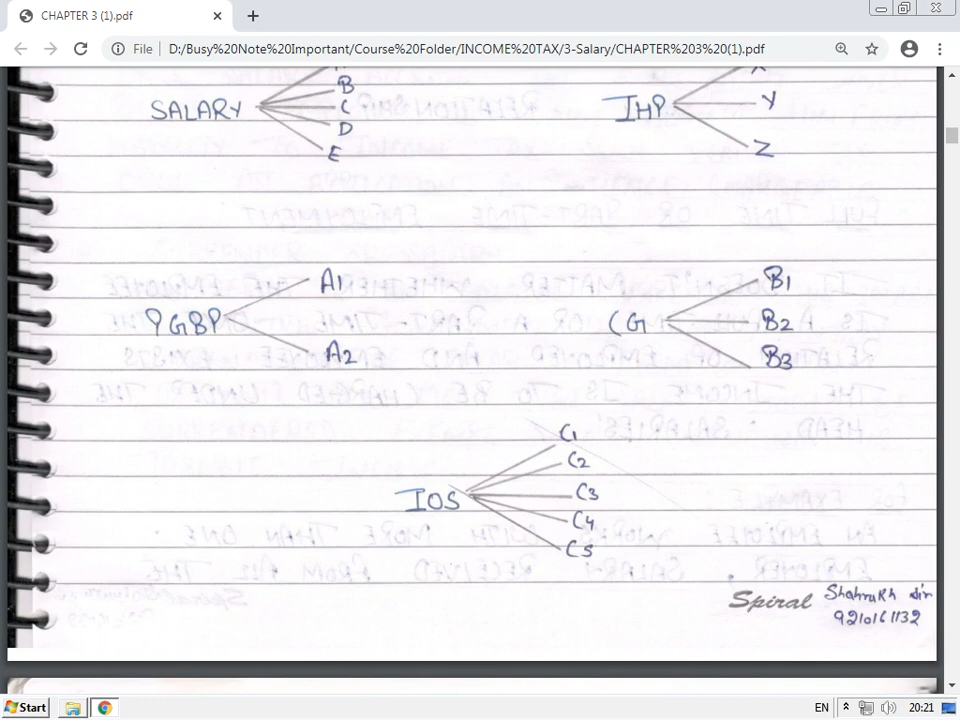 CHAPTER 3 (1).pdf
File D:/Busy%20Note%20Important/Course%20Folder/INCOME%20TAX/3-Salary/CHAPTER%203%20(1).pdf
SALARY
B
C
D
E
IHP
Y
Z
PGBP
A1
A2
CG
B1
B2
B3
IOS
C1
C2
C3
C4
C5
Spiral
Shahrukh Sir
9210161132
Start
EN
20:21